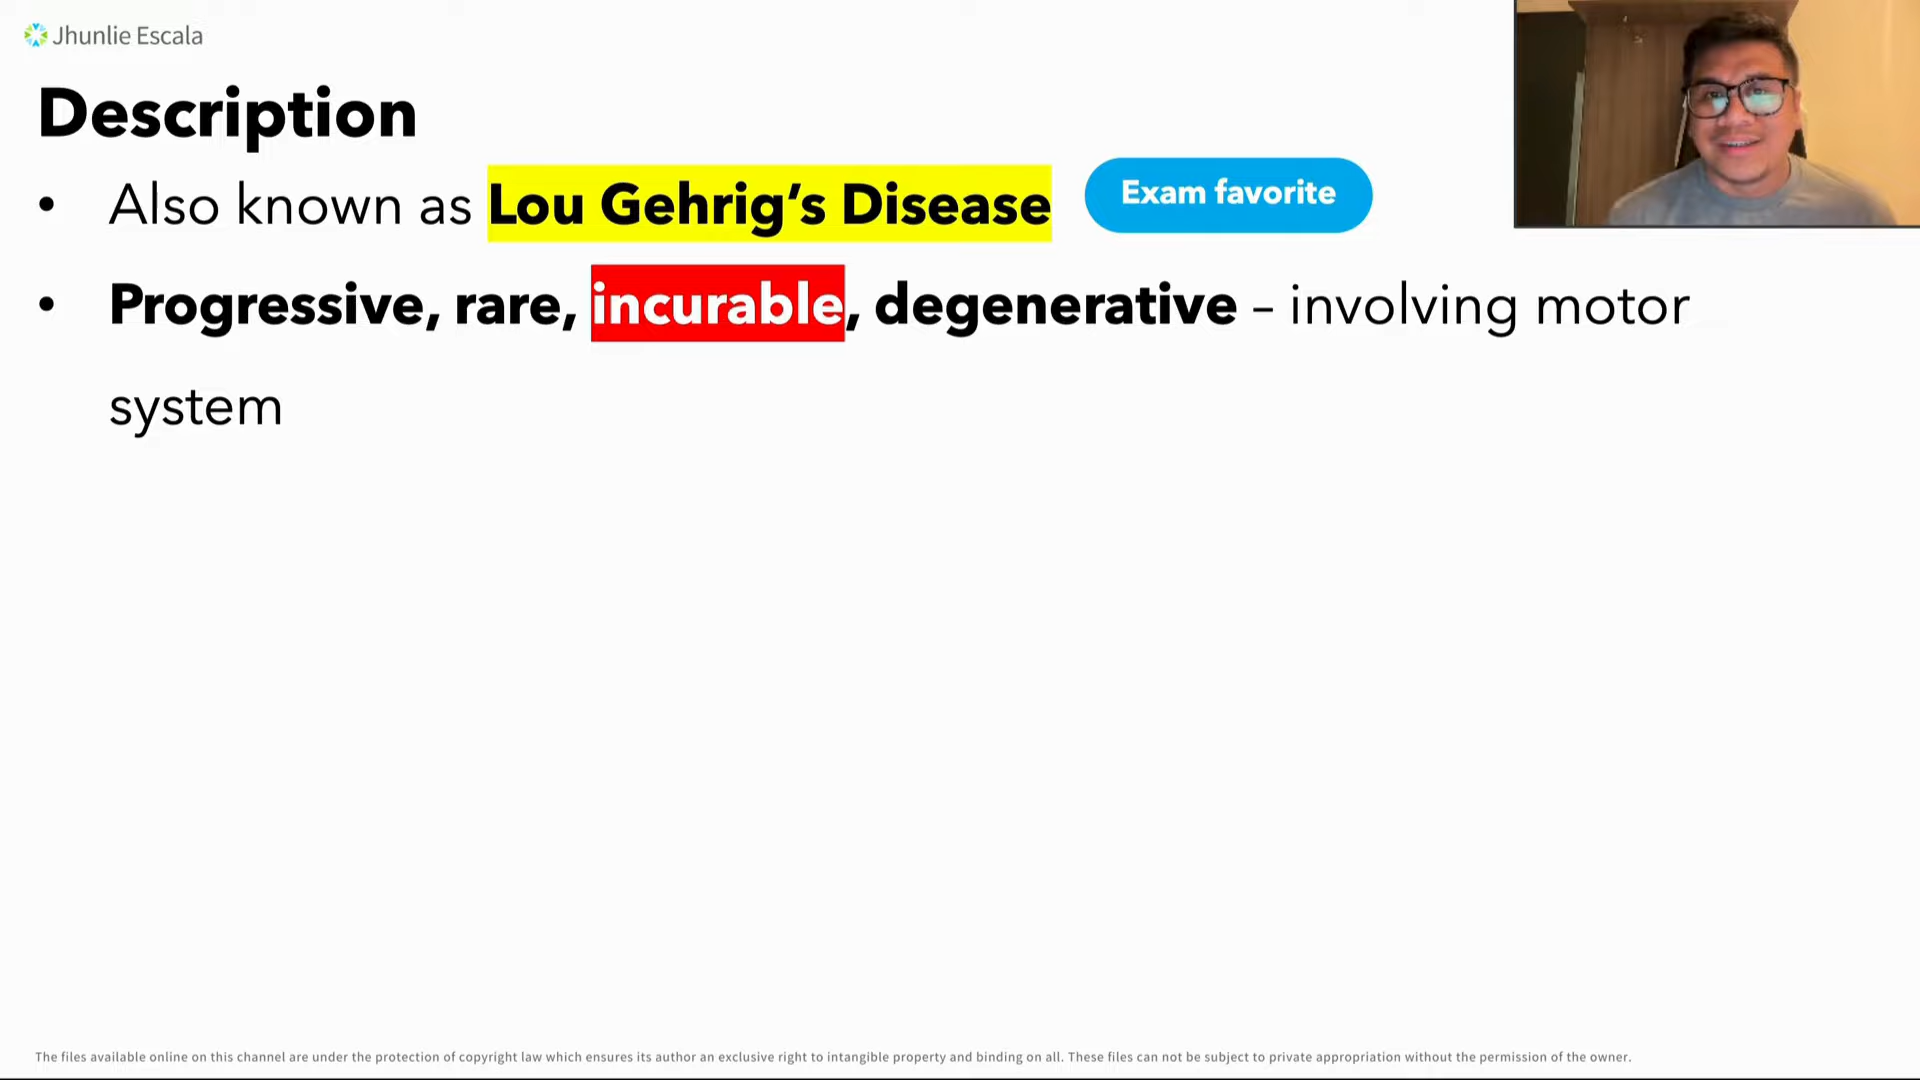 Jhunlie Escala
Description
• Also known as Lou Gehrig’s Disease
Exam favorite
• Progressive, rare, incurable, degenerative – involving motor
system
The files available online on this channel are under the protection of copyright law which ensures its author an exclusive right to intangible property and binding on all. These files can not be subject to private appropriation without the permission of the owner.